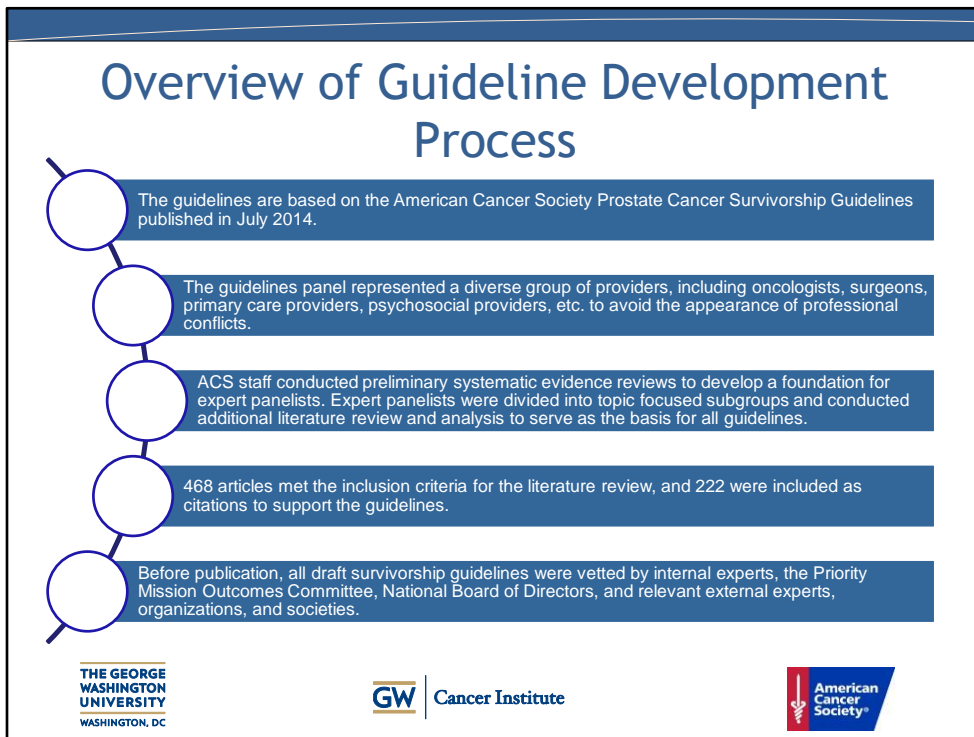 Overview of Guideline Development
Process
The guidelines are based on the American Cancer Society Prostate Cancer Survivorship Guidelines
published in July 2014.
The guidelines panel represented a diverse group of providers, including oncologists, surgeons,
primary care providers, psychosocial providers, etc. to avoid the appearance of professional
conflicts.
ACS staff conducted preliminary systematic evidence reviews to develop a foundation for
expert panelists. Expert panelists were divided into topic focused subgroups and conducted
additional literature review and analysis to serve as the basis for all guidelines.
468 articles met the inclusion criteria for the literature review, and 222 were included as
citations to support the guidelines.
Before publication, all draft survivorship guidelines were vetted by internal experts, the Priority
Mission Outcomes Committee, National Board of Directors, and relevant external experts,
organizations, and societies.
THE GEORGE
WASHINGTON
UNIVERSITY
WASHINGTON, DC
GW Cancer Institute
American
Cancer
Society®